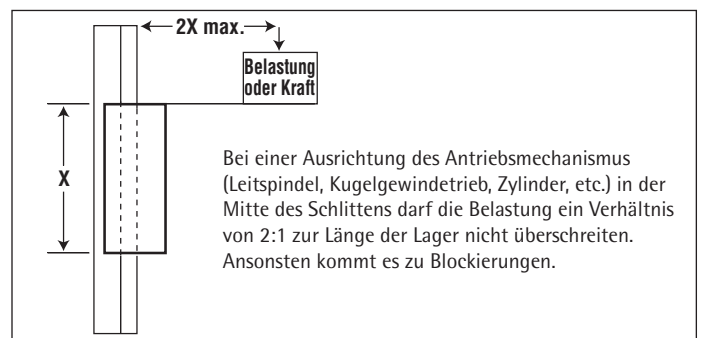 2X max.
Belastung
oder Kraft
X
Bei einer Ausrichtung des Antriebsmechanismus
(Leitspindel, Kugelgewindetrieb, Zylinder, etc.) in der
Mitte des Schlittens darf die Belastung ein Verhältnis
von 2:1 zur Länge der Lager nicht überschreiten.
Ansonsten kommt es zu Blockierungen.